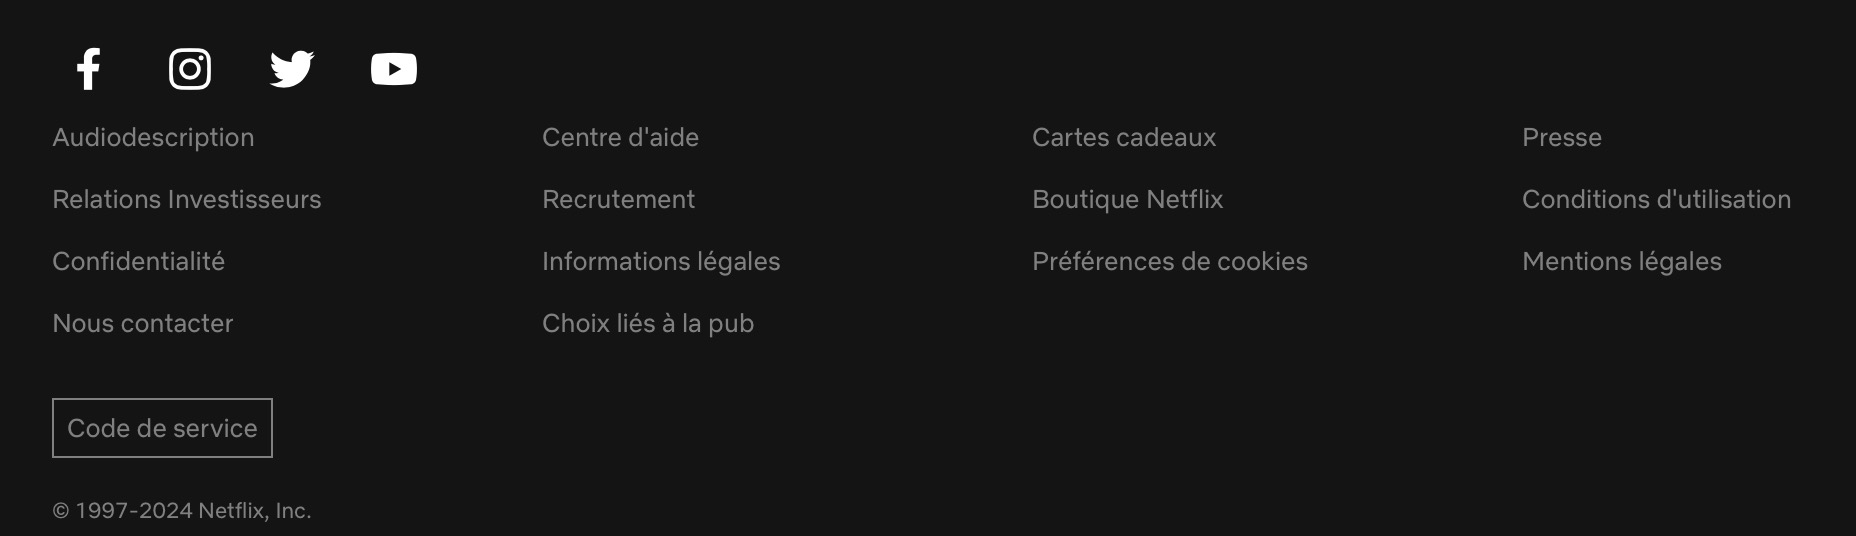 Audiodescription
Centre d'aide
Cartes cadeaux
Presse
Relations Investisseurs
Recrutement
Boutique Netflix
Conditions d'utilisation
Confidentialité
Informations légales
Préférences de cookies
Mentions légales
Nous contacter
Choix liés à la pub
Code de service
© 1997-2024 Netflix, Inc.